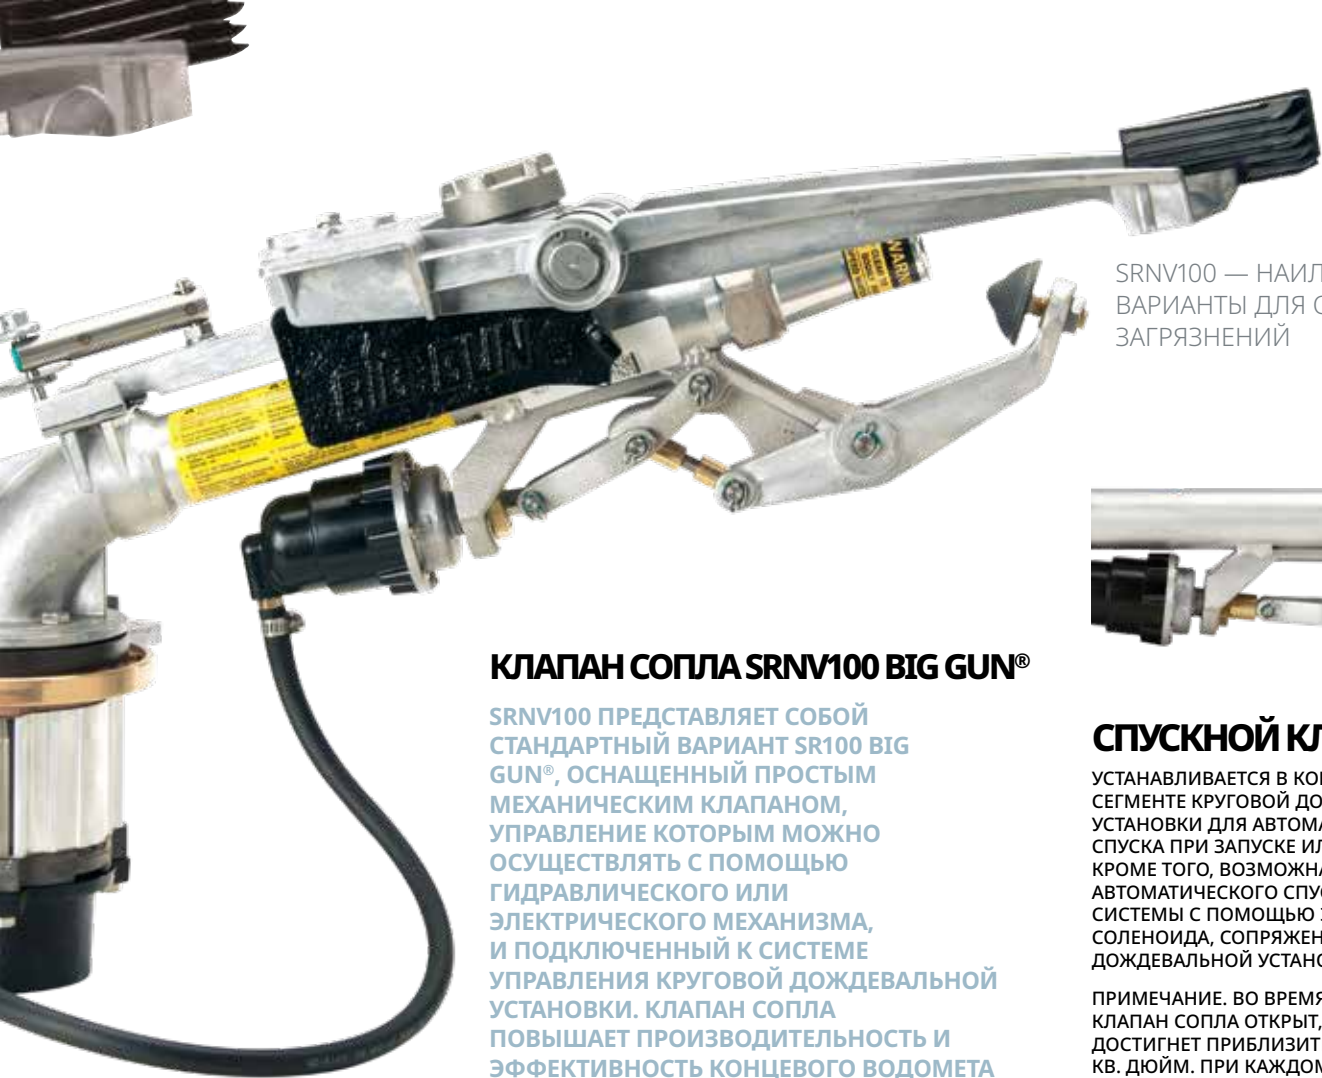 WARN
SRNV100 — НАИЛ
ВАРИАНТЫ ДЛЯ С
ЗАГРЯЗНЕНИЙ
КЛАПАН СОПЛА SRNV100 BIG GUN®
SRNV100 ПРЕДСТАВЛЯЕТ СОБОЙ
СТАНДАРТНЫЙ ВАРИАНТ SR100 BIG
GUN®, ОСНАЩЕННЫЙ ПРОСТЫМ
МЕХАНИЧЕСКИМ КЛАПАНОМ,
УПРАВЛЕНИЕ КОТОРЫМ МОЖНО
ОСУЩЕСТВЛЯТЬ С ПОМОЩЬЮ
ГИДРАВЛИЧЕСКОГО ИЛИ
ЭЛЕКТРИЧЕСКОГО МЕХАНИЗМА,
И ПОДКЛЮЧЕННЫЙ К СИСТЕМЕ
УПРАВЛЕНИЯ КРУГОВОЙ ДОЖДЕВАЛЬНОЙ
УСТАНОВКИ. КЛАПАН СОПЛА
ПОВЫШАЕТ ПРОИЗВОДИТЕЛЬНОСТЬ И
ЭФФЕКТИВНОСТЬ КОНЦЕВОГО ВОДОМЕТА
СПУСКНОЙ КЛ
УСТАНАВЛИВАЕТСЯ В КОН
СЕГМЕНТЕ КРУГОВОЙ ДО
УСТАНОВКИ ДЛЯ АВТОМА
СПУСКА ПРИ ЗАПУСКЕ ИЛ
КРОМЕ ТОГО, ВОЗМОЖНА
АВТОМАТИЧЕСКОГО СПУС
СИСТЕМЫ С ПОМОЩЬЮ
СОЛЕНОИДА, СОПРЯЖЕН
ДОЖДЕВАЛЬНОЙ УСТАНО
ПРИМЕЧАНИЕ. ВО ВРЕМЯ
КЛАПАН СОПЛА ОТКРЫТ,
ДОСТИГНЕТ ПРИБЛИЗИТ
КВ. ДЮЙМ. ПРИ КАЖДОМ